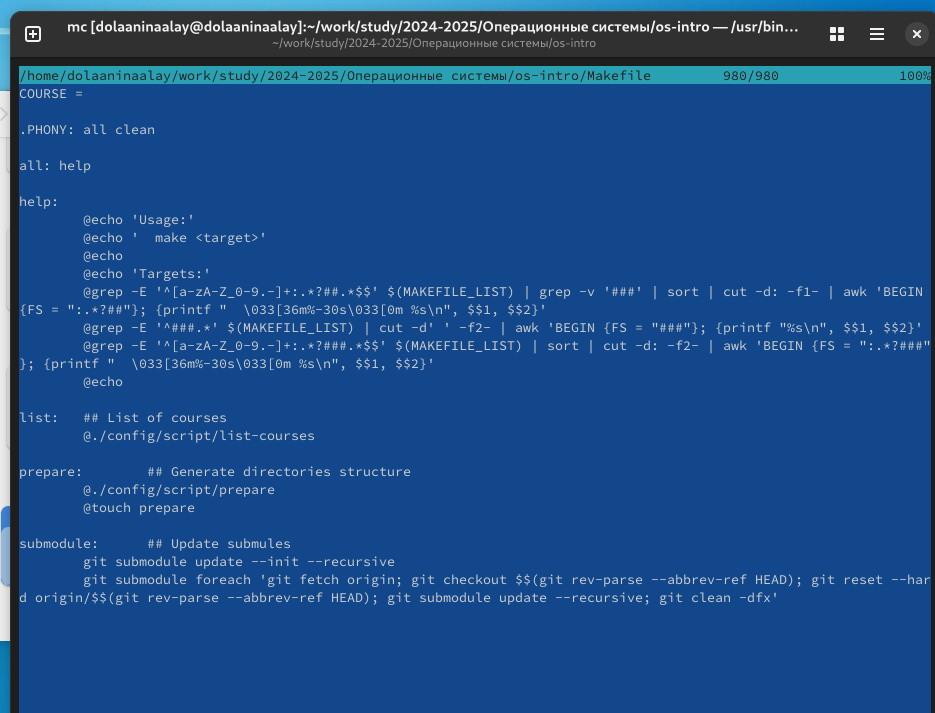 mc [dolaaninaalay@dolaaninaalay]:~/work/study/2024-2025/Операционные системы/os-intro — /usr/bin...
~/work/study/2024-2025/Операционные системы/os-intro
/home/dolaaninaalay/work/study/2024-2025/Операционные системы/os-intro/Makefile 980/980 100%
COURSE =
.PHONY: all clean
all: help
help:
@echo 'Usage:'
@echo '  make <target>'
@echo
@echo 'Targets:'
@grep -E '^[a-zA-Z_0-9.-]+:.*?##.*$$' $(MAKEFILE_LIST) | grep -v '###' | sort | cut -d: -f1- | awk 'BEGIN
{FS = ":.*?##"}; {printf "  \033[36m%-30s\033[0m %s\n", $$1, $$2}'
@grep -E '^###.*' $(MAKEFILE_LIST) | cut -d' ' -f2- | awk 'BEGIN {FS = "###"}; {printf "%s\n", $$1, $$2}'
@grep -E '^[a-zA-Z_0-9.-]+:.*?###.*$$' $(MAKEFILE_LIST) | sort | cut -d: -f2- | awk 'BEGIN {FS = ":.*?###"
}; {printf "  \033[36m%-30s\033[0m %s\n", $$1, $$2}'
@echo
list: ## List of courses
@./config/script/list-courses
prepare: ## Generate directories structure
@./config/script/prepare
@touch prepare
submodule: ## Update submules
git submodule update --init --recursive
git submodule foreach 'git fetch origin; git checkout $$(git rev-parse --abbrev-ref HEAD); git reset --har
d origin/$$(git rev-parse --abbrev-ref HEAD); git submodule update --recursive; git clean -dfx'